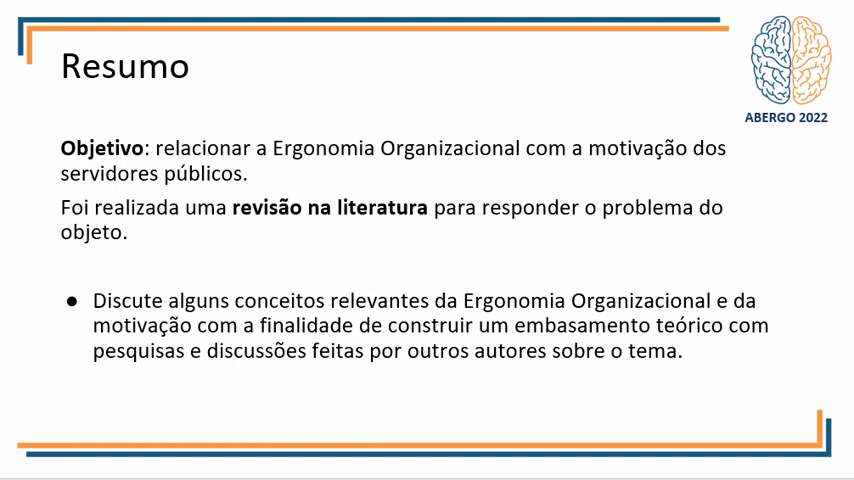 Resumo
ABERGO 2022
Objetivo: relacionar a Ergonomia Organizacional com a motivação dos
servidores públicos.
Foi realizada uma revisão na literatura para responder o problema do
objeto.
● Discute alguns conceitos relevantes da Ergonomia Organizacional e da
motivação com a finalidade de construir um embasamento teórico com
pesquisas e discussões feitas por outros autores sobre o tema.